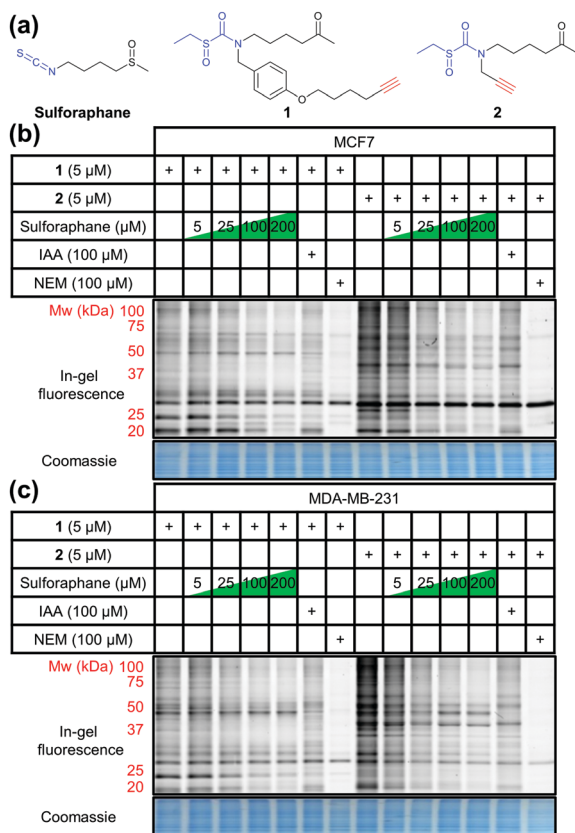 (a)
O
O
O
S
N
S
N
C
S
S
N
O
O
O
O
O
Sulforaphane
1
2
(b)
MCF7
1 (5 µM) + + + + + + +
2 (5 µM) + + + + + + +
Sulforaphane (µM) 5 25 100 200 5 25 100 200
IAA (100 µM) + +
NEM (100 µM) + +
Mw (kDa) 100
75
50
In-gel
fluorescence
37
25
20
Coomassie
(c)
MDA-MB-231
1 (5 µM) + + + + + + +
2 (5 µM) + + + + + + +
Sulforaphane (µM) 5 25 100 200 5 25 100 200
IAA (100 µM) + +
NEM (100 µM) + +
Mw (kDa) 100
75
50
In-gel
fluorescence
37
25
20
Coomassie